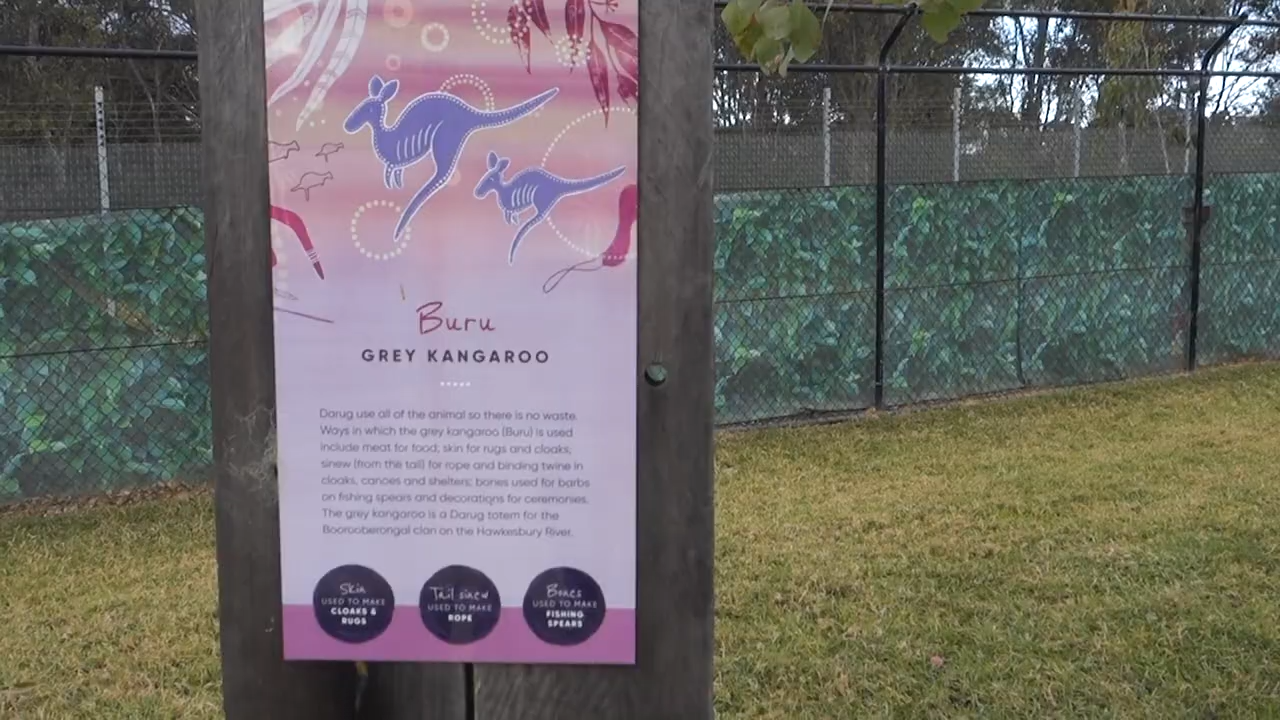 Buru
GREY KANGAROO
Darug use all of the animal so there is no waste.
Ways in which the grey kangaroo (Buru) is used
include meat for food; skin for rugs and cloaks;
sinew (from the tail) for rope and binding twine in
cloaks, canoes and shelters; bones used for barbs
on fishing spears and decorations for ceremonies.
The grey kangaroo is a Darug totem for the
Boorooberongal clan on the Hawkesbury River.
Skin
USED TO MAKE
CLOAKS &
RUGS
Tail sinew
USED TO MAKE
ROPE
Bones
USED TO MAKE
FISHING
SPEARS